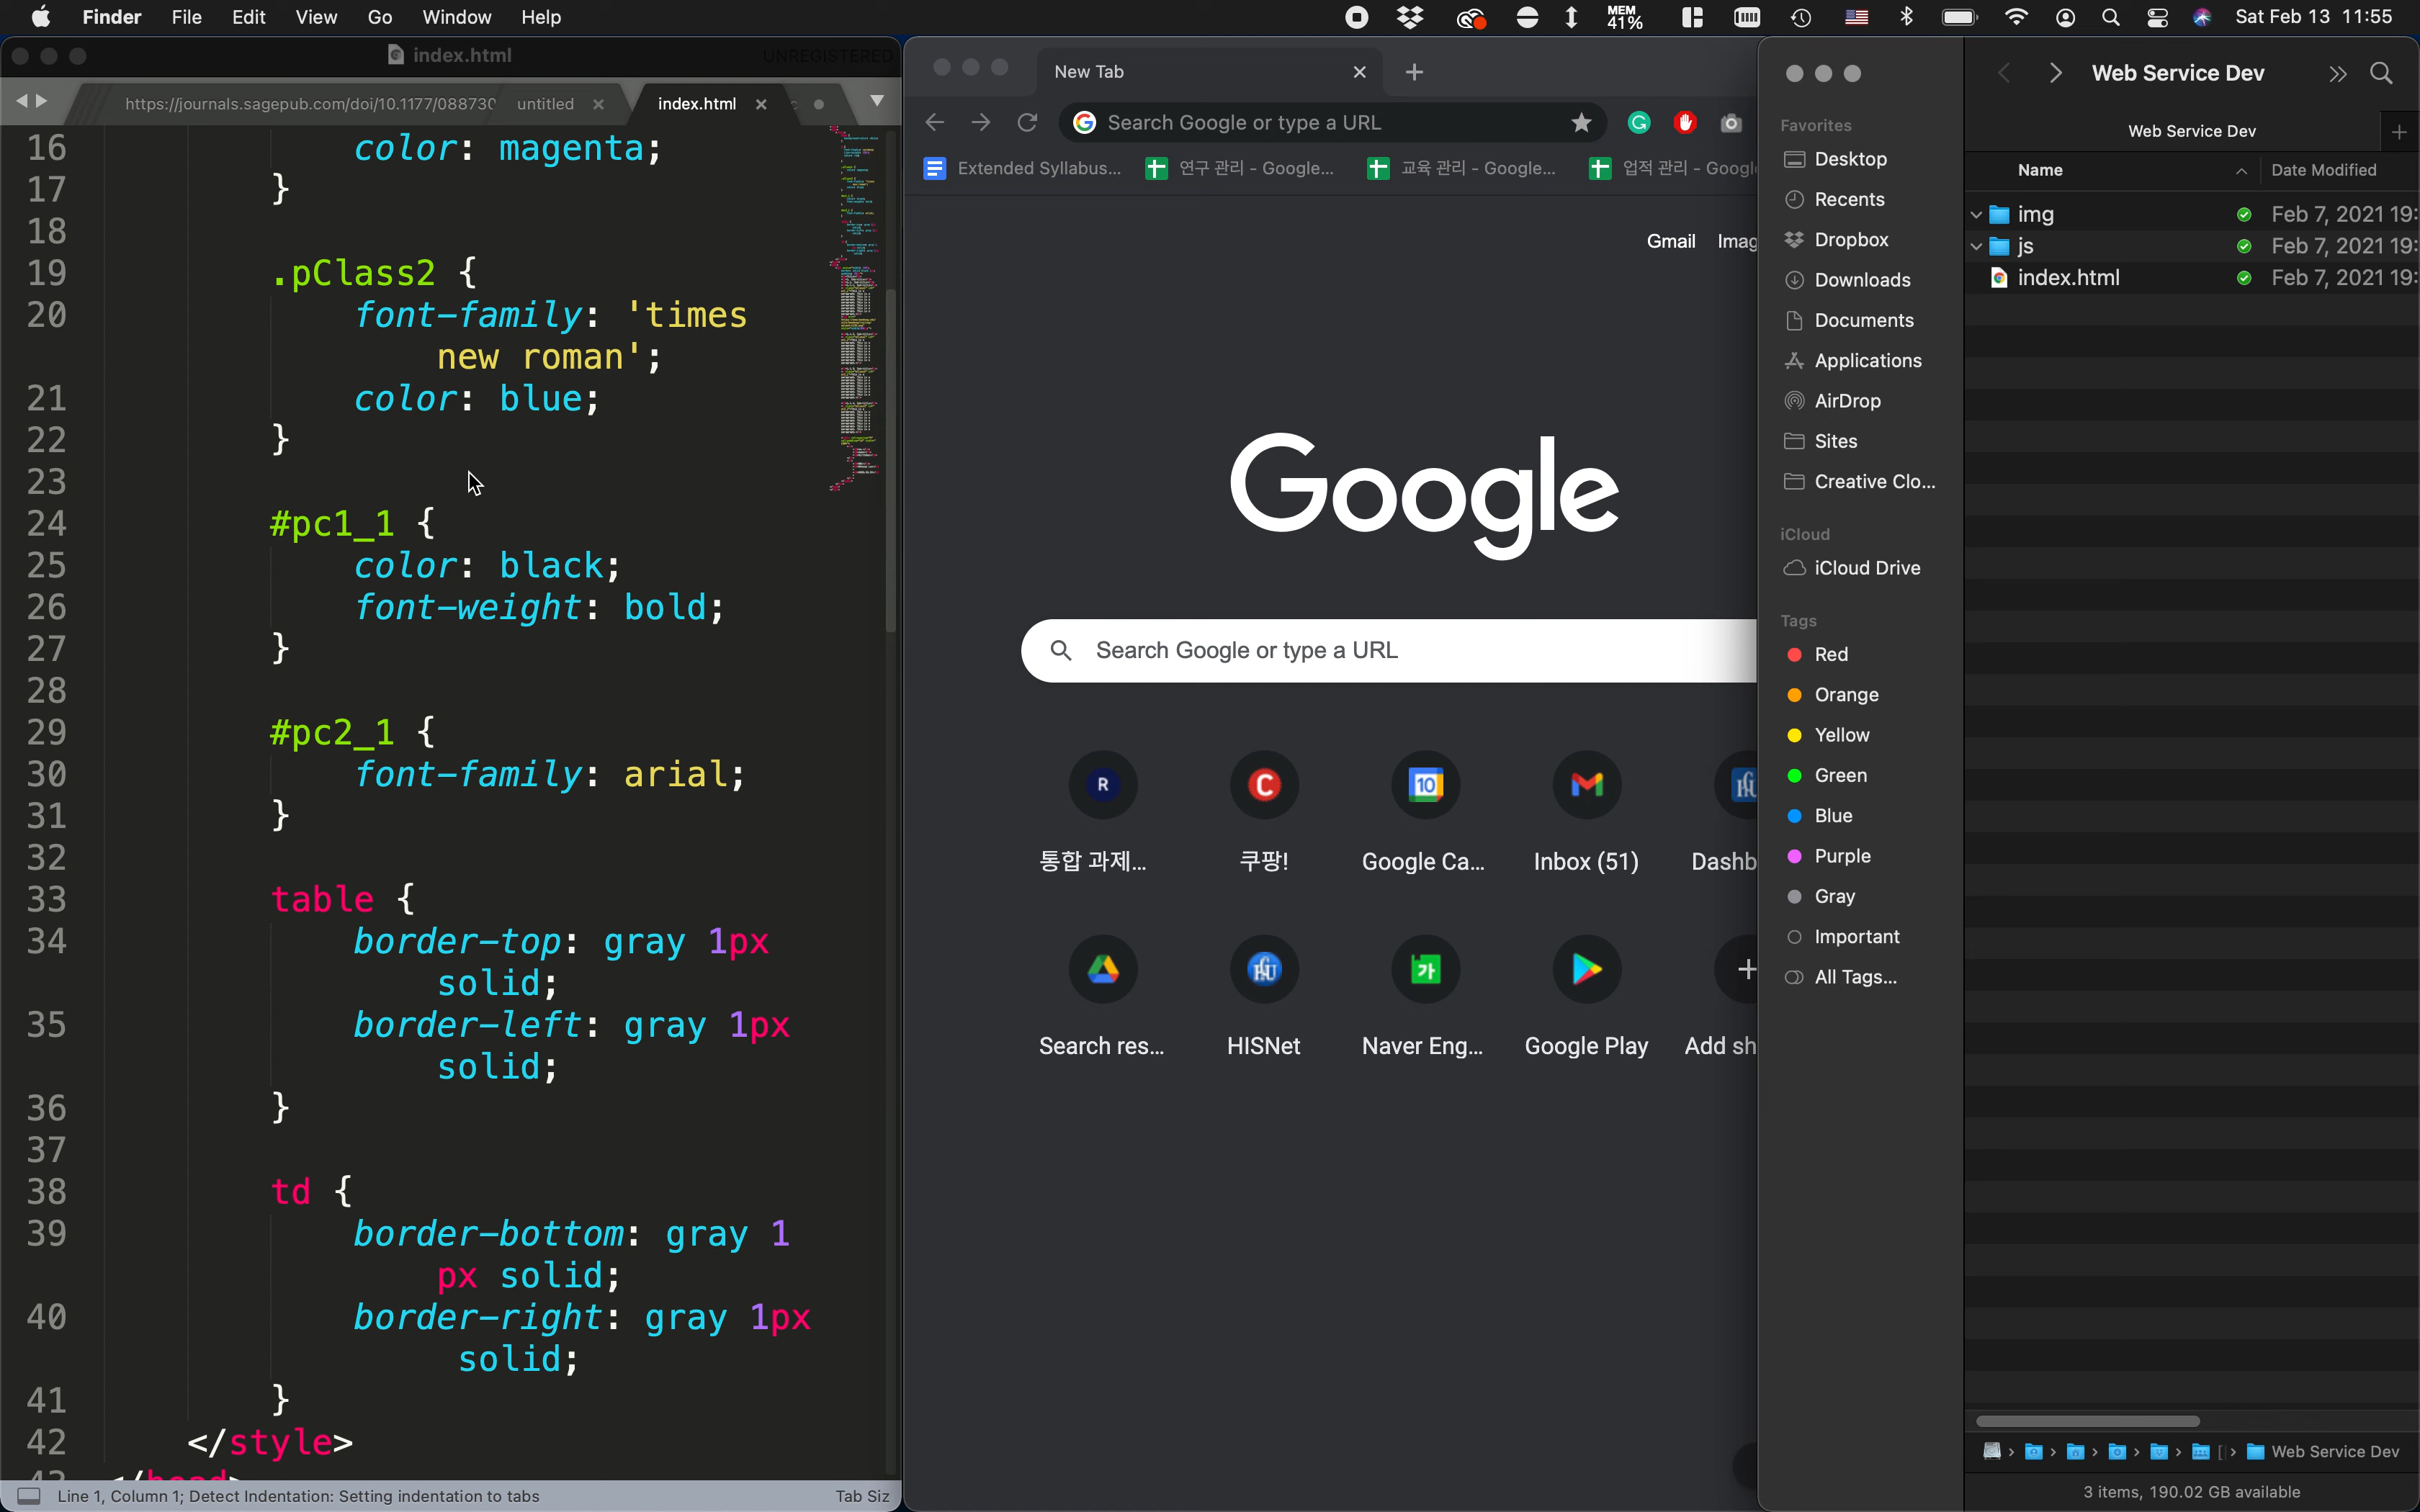 Finder File Edit View Go Window Help
MEM
41%
Sat Feb 13 11:55
index.html
UNREGISTERED
https://journals.sagepub.com/doi/10.1177/088730
untitled
index.html
16 color: magenta;
17 }
18
19 .pClass2 {
20 font-family: 'times
new roman';
21 color: blue;
22 }
23
24 #pc1_1 {
25 color: black;
26 font-weight: bold;
27 }
28
29 #pc2_1 {
30 font-family: arial;
31 }
32
33 table {
34 border-top: gray 1px
solid;
35 border-left: gray 1px
solid;
36 }
37
38 td {
39 border-bottom: gray 1
px solid;
40 border-right: gray 1px
solid;
41 }
42 </style>
43 </head>
Line 1, Column 1; Detect Indentation: Setting indentation to tabs
Tab Siz
New Tab
Search Google or type a URL
Extended Syllabus... 연구 관리 - Google... 교육 관리 - Google... 업적 관리 - Googl
Gmail Imag
Google
Search Google or type a URL
R C 10
통합 과제... 쿠팡! Google Ca... Inbox (51) Dashb
가
Search res... HISNet Naver Eng... Google Play Add sh
Favorites
Desktop
Recents
Dropbox
Downloads
Documents
Applications
AirDrop
Sites
Creative Clo...
iCloud
iCloud Drive
Tags
Red
Orange
Yellow
Green
Blue
Purple
Gray
Important
All Tags...
Web Service Dev
Web Service Dev
Name Date Modified
img Feb 7, 2021 19:
js Feb 7, 2021 19:
index.html Feb 7, 2021 19:
Web Service Dev
3 items, 190.02 GB available